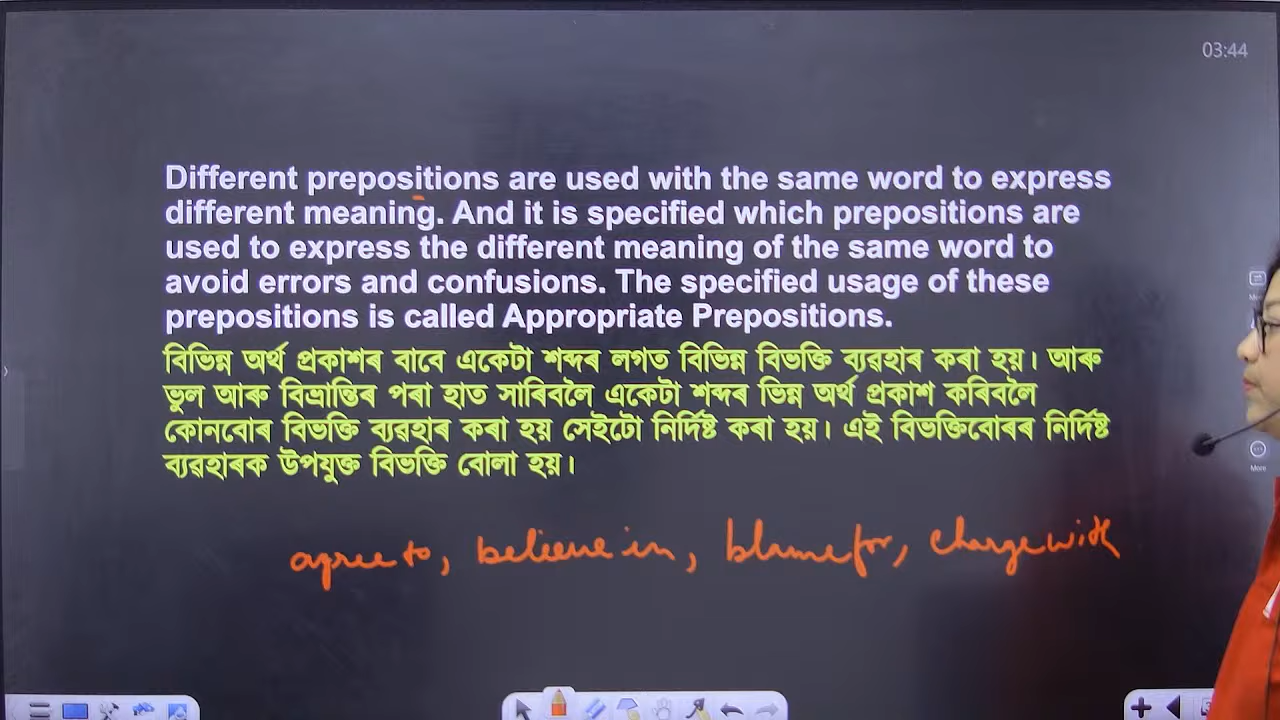 03:44
Different prepositions are used with the same word to express
different meaning. And it is specified which prepositions are
used to express the different meaning of the same word to
avoid errors and confusions. The specified usage of these
prepositions is called Appropriate Prepositions.
বিভিন্ন অৰ্থ প্ৰকাশৰ বাবে একেটা শব্দৰ লগত বিভিন্ন বিভক্তি ব্যৱহাৰ কৰা হয়। আৰু
ভুল আৰু বিভ্ৰান্তিৰ পৰা হাত সাৰিবলৈ একেটা শব্দৰ ভিন্ন অৰ্থ প্ৰকাশ কৰিবলৈ
কোনবোৰ বিভক্তি ব্যৱহাৰ কৰা হয় সেইটো নিৰ্দিষ্ট কৰা হয়। এই বিভক্তিবোৰৰ নিৰ্দিষ্ট
ব্যৱহাৰক উপযুক্ত বিভক্তি বোলা হয়।
agree to, believe in, blame for, charge with
More